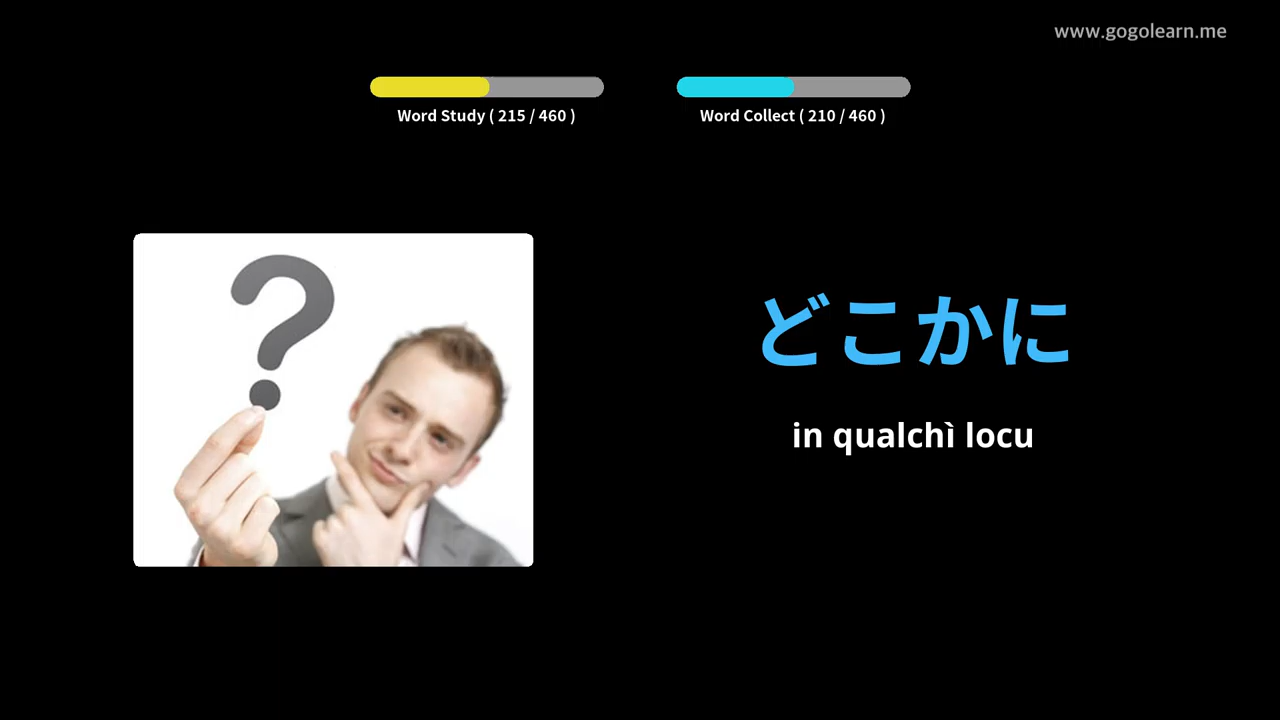 www.gogolearn.me
Word Study ( 215 / 460 )
Word Collect ( 210 / 460 )
?
どこかに
in qualchì locu